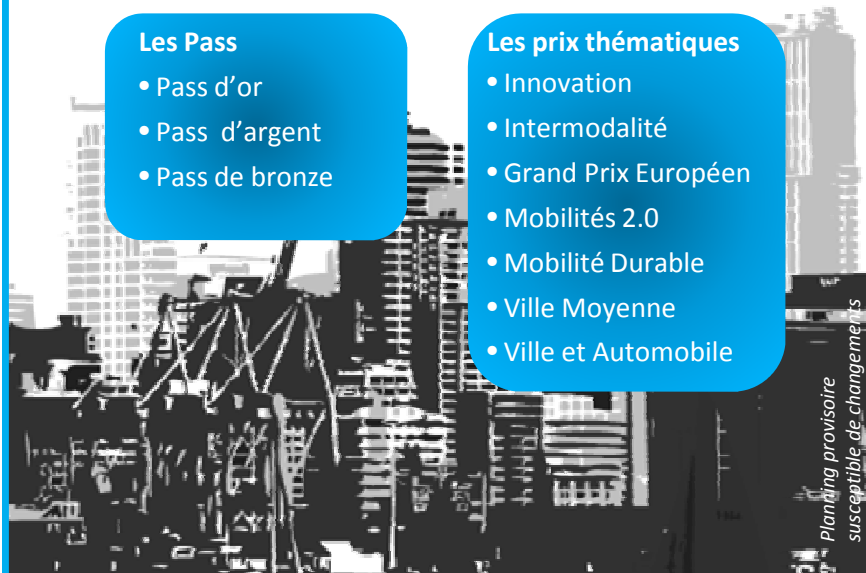 Les Pass
• Pass d’or
• Pass d’argent
• Pass de bronze
Les prix thématiques
• Innovation
• Intermodalité
• Grand Prix Européen
• Mobilités 2.0
• Mobilité Durable
• Ville Moyenne
• Ville et Automobile
Planning provisoire
susceptible de changements